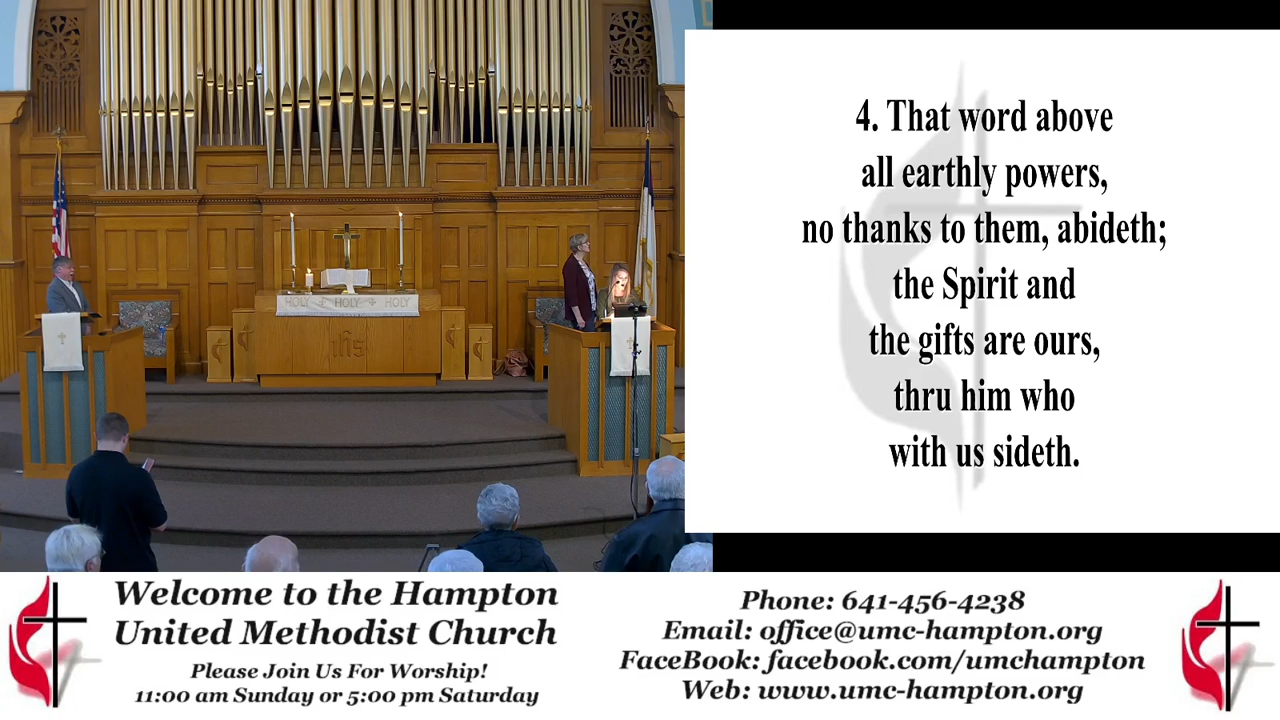 4. That word above
all earthly powers,
no thanks to them, abideth;
the Spirit and
the gifts are ours,
thru him who
with us sideth.
HOLY HOLY HOLY
ihs
Welcome to the Hampton
United Methodist Church
Please Join Us For Worship!
11:00 am Sunday or 5:00 pm Saturday
Phone: 641-456-4238
Email: office@umc-hampton.org
FaceBook: facebook.com/umchampton
Web: www.umc-hampton.org